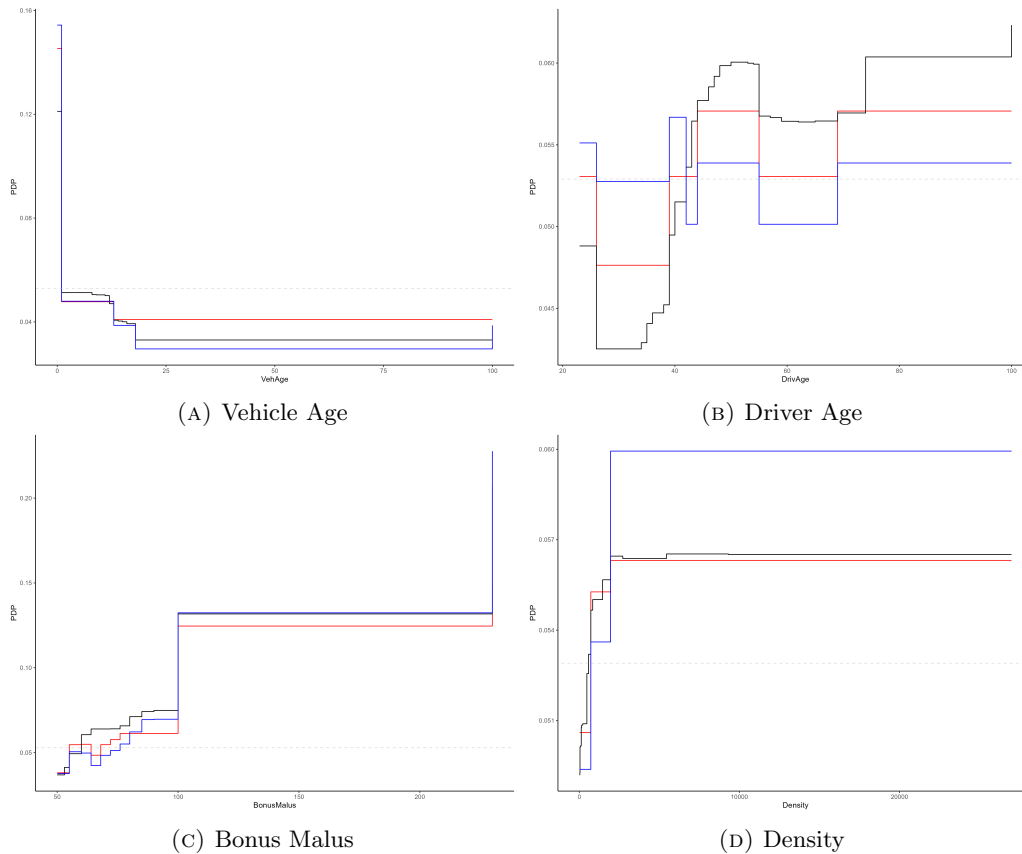 0.16
0.12
0.08
0.04
PDP
0 25 50 75 100
VehAge
(A) Vehicle Age
0.060
0.055
0.050
0.045
PDP
20 40 60 80 100
DrivAge
(B) Driver Age
0.20
0.15
0.10
0.05
PDP
50 100 150 200
BonusMalus
(C) Bonus Malus
0.060
0.057
0.054
0.051
PDP
0 10000 20000
Density
(D) Density